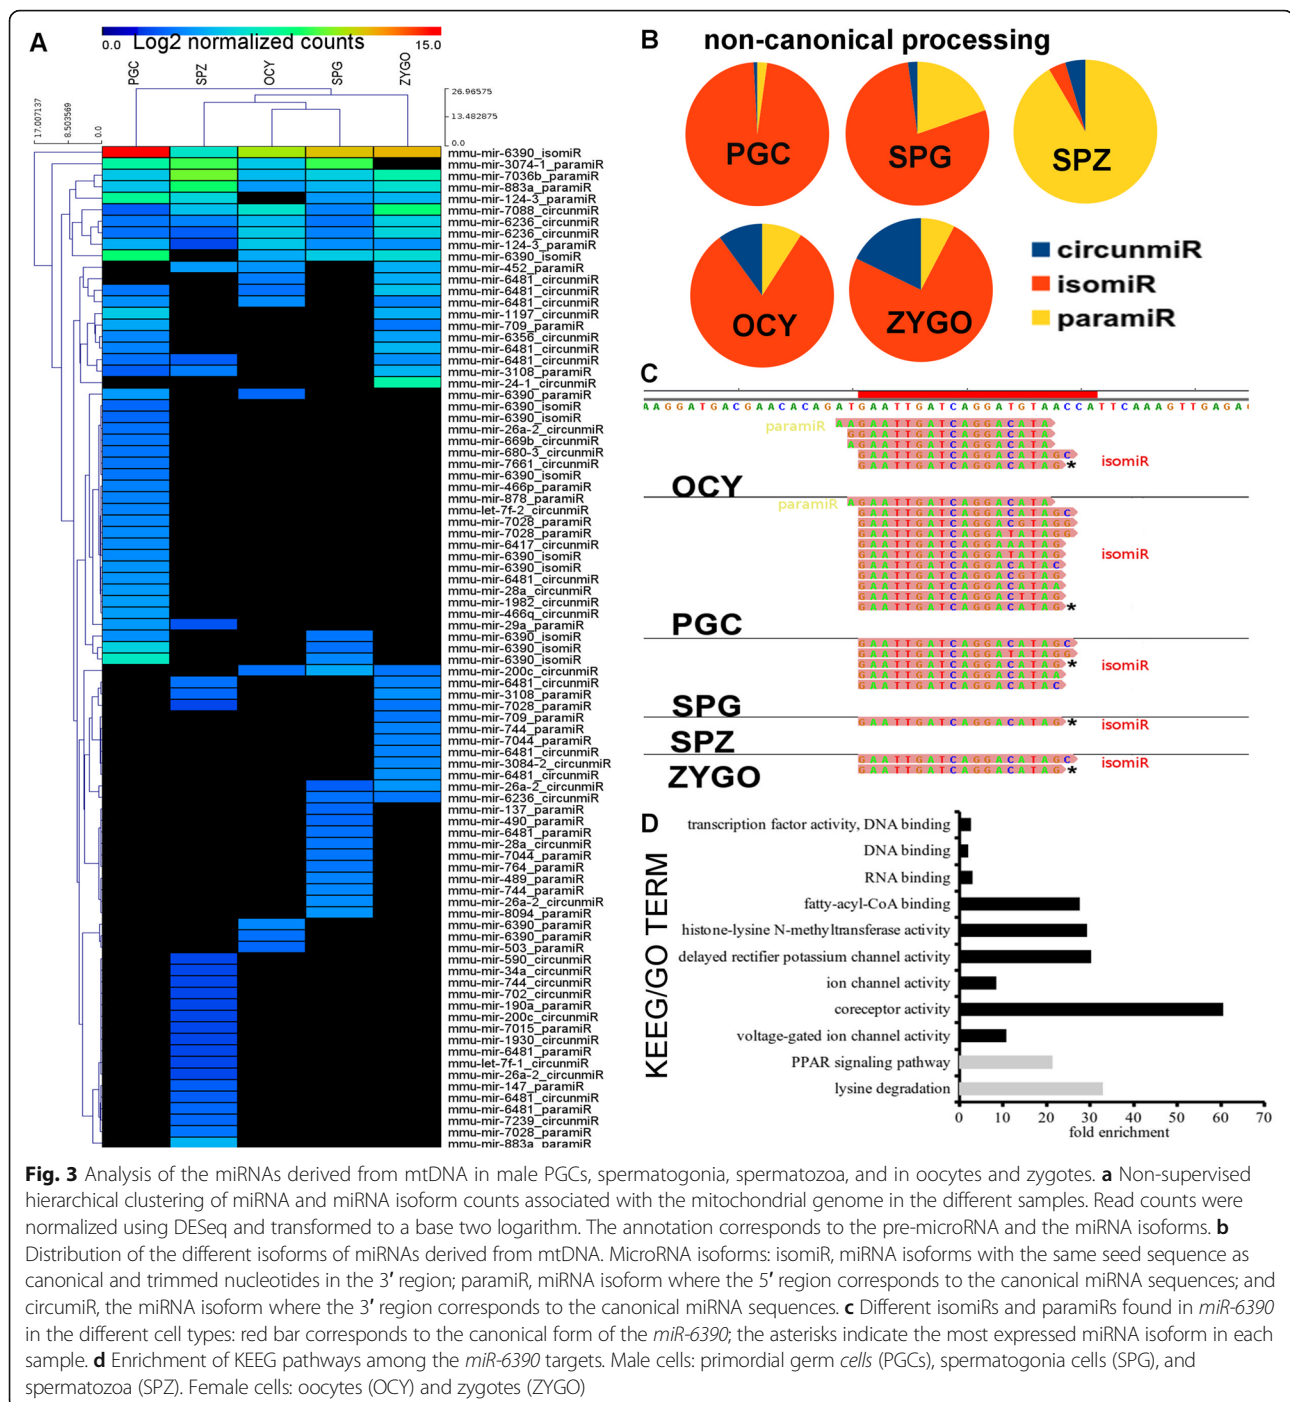 A
Log2 normalized counts
0.0
15.0
PGC
SPZ
OCY
SPG
ZYGO
26.96575
13.482875
0.0
17.007137
8.503569
0.0
mmu-mir-6390_isomiR
mmu-mir-3074-1_paramiR
mmu-mir-7036b_paramiR
mmu-mir-883a_paramiR
mmu-mir-124-3_paramiR
mmu-mir-7088_circunmiR
mmu-mir-6236_circunmiR
mmu-mir-6236_circunmiR
mmu-mir-124-3_paramiR
mmu-mir-6390_isomiR
mmu-mir-452_paramiR
mmu-mir-6481_circunmiR
mmu-mir-6481_circunmiR
mmu-mir-6481_circunmiR
mmu-mir-1197_circunmiR
mmu-mir-709_paramiR
mmu-mir-6356_circunmiR
mmu-mir-6481_circunmiR
mmu-mir-6481_circunmiR
mmu-mir-3108_paramiR
mmu-mir-24-1_circunmiR
mmu-mir-6390_paramiR
mmu-mir-6390_isomiR
mmu-mir-6390_isomiR
mmu-mir-26a-2_circunmiR
mmu-mir-669b_circunmiR
mmu-mir-680-3_circunmiR
mmu-mir-7661_circunmiR
mmu-mir-6390_isomiR
mmu-mir-466p_paramiR
mmu-mir-878_paramiR
mmu-let-7f-2_circunmiR
mmu-mir-7028_paramiR
mmu-mir-7028_paramiR
mmu-mir-6417_circunmiR
mmu-mir-6390_isomiR
mmu-mir-6390_isomiR
mmu-mir-6481_circunmiR
mmu-mir-28a_circunmiR
mmu-mir-1982_circunmiR
mmu-mir-466q_circunmiR
mmu-mir-29a_paramiR
mmu-mir-6390_isomiR
mmu-mir-6390_isomiR
mmu-mir-6390_isomiR
mmu-mir-200c_circunmiR
mmu-mir-6481_circunmiR
mmu-mir-3108_paramiR
mmu-mir-7028_paramiR
mmu-mir-709_paramiR
mmu-mir-744_paramiR
mmu-mir-7044_paramiR
mmu-mir-6481_circunmiR
mmu-mir-3084-2_circunmiR
mmu-mir-6481_circunmiR
mmu-mir-26a-2_circunmiR
mmu-mir-6236_circunmiR
mmu-mir-137_paramiR
mmu-mir-490_paramiR
mmu-mir-6481_paramiR
mmu-mir-28a_circunmiR
mmu-mir-7044_paramiR
mmu-mir-764_paramiR
mmu-mir-489_paramiR
mmu-mir-744_paramiR
mmu-mir-26a-2_circunmiR
mmu-mir-8094_paramiR
mmu-mir-6390_paramiR
mmu-mir-6390_paramiR
mmu-mir-503_paramiR
mmu-mir-590_circunmiR
mmu-mir-34a_circunmiR
mmu-mir-744_circunmiR
mmu-mir-702_circunmiR
mmu-mir-190a_paramiR
mmu-mir-200c_circunmiR
mmu-mir-7015_paramiR
mmu-mir-1930_circunmiR
mmu-mir-6481_paramiR
mmu-let-7f-1_circunmiR
mmu-mir-26a-2_circunmiR
mmu-mir-147_paramiR
mmu-mir-6481_circunmiR
mmu-mir-6481_paramiR
mmu-mir-7239_circunmiR
mmu-mir-7028_paramiR
mmu-mir-883a_paramiR
B
non-canonical processing
PGC
SPG
SPZ
OCY
ZYGO
circunmiR
isomiR
paramiR
C
AAGGATGACGAACACAGATGAATTGATCAGGATGTAACCATTCAAAGTTGAGAG
paramiR
AAGAATTGATCAGGACATA
GGAATTGATCAGGACATA
AGAATTGATCAGGACATA
GAATTGATCAGGACATAGC
GAATTGATCAGGACATAG*
isomiR
OCY
paramiR
AGAATTGATCAGGACATA
GAATTGATCAGGACATAGC
GAATTGATCAGGACGTAGG
GAATTGATCAGGATATAGG
GAATTGATCAGGAAATAG
GAATTGATCAGGACATAC
GAATTGATCAGGACGTAG
GAATTGATCAGGACATAA
GAATTGATCAGGACTTAG
GAATTGATCAGGACATAG*
isomiR
PGC
GAATTGATCAGGACATAGC
GAATTGATCAGGATATAGG
GAATTGATCAGGACATAG*
GAATTGATCAGGACATAA
GAATTGATCAGGACATAC
isomiR
SPG
GAATTGATCAGGACATAG*
isomiR
SPZ
GAATTGATCAGGACATAGC
GAATTGATCAGGACATAG*
isomiR
ZYGO
D
KEEG/GO TERM
transcription factor activity, DNA binding
DNA binding
RNA binding
fatty-acyl-CoA binding
histone-lysine N-methyltransferase activity
delayed rectifier potassium channel activity
ion channel activity
coreceptor activity
voltage-gated ion channel activity
PPAR signaling pathway
lysine degradation
0 10 20 30 40 50 60 70
fold enrichment
Fig. 3 Analysis of the miRNAs derived from mtDNA in male PGCs, spermatogonia, spermatozoa, and in oocytes and zygotes. a Non-supervised
hierarchical clustering of miRNA and miRNA isoform counts associated with the mitochondrial genome in the different samples. Read counts were
normalized using DESeq and transformed to a base two logarithm. The annotation corresponds to the pre-microRNA and the miRNA isoforms. b
Distribution of the different isoforms of miRNAs derived from mtDNA. MicroRNA isoforms: isomiR, miRNA isoforms with the same seed sequence as
canonical and trimmed nucleotides in the 3′ region; paramiR, miRNA isoform where the 5′ region corresponds to the canonical miRNA sequences; and
circumiR, the miRNA isoform where the 3′ region corresponds to the canonical miRNA sequences. c Different isomiRs and paramiRs found in miR-6390
in the different cell types: red bar corresponds to the canonical form of the miR-6390; the asterisks indicate the most expressed miRNA isoform in each
sample. d Enrichment of KEEG pathways among the miR-6390 targets. Male cells: primordial germ cells (PGCs), spermatogonia cells (SPG), and
spermatozoa (SPZ). Female cells: oocytes (OCY) and zygotes (ZYGO)